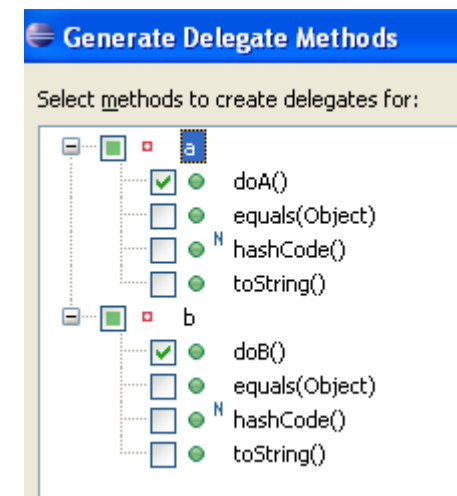 Generate Delegate Methods
Select methods to create delegates for:
a
doA()
equals(Object)
N hashCode()
toString()
b
doB()
equals(Object)
N hashCode()
toString()